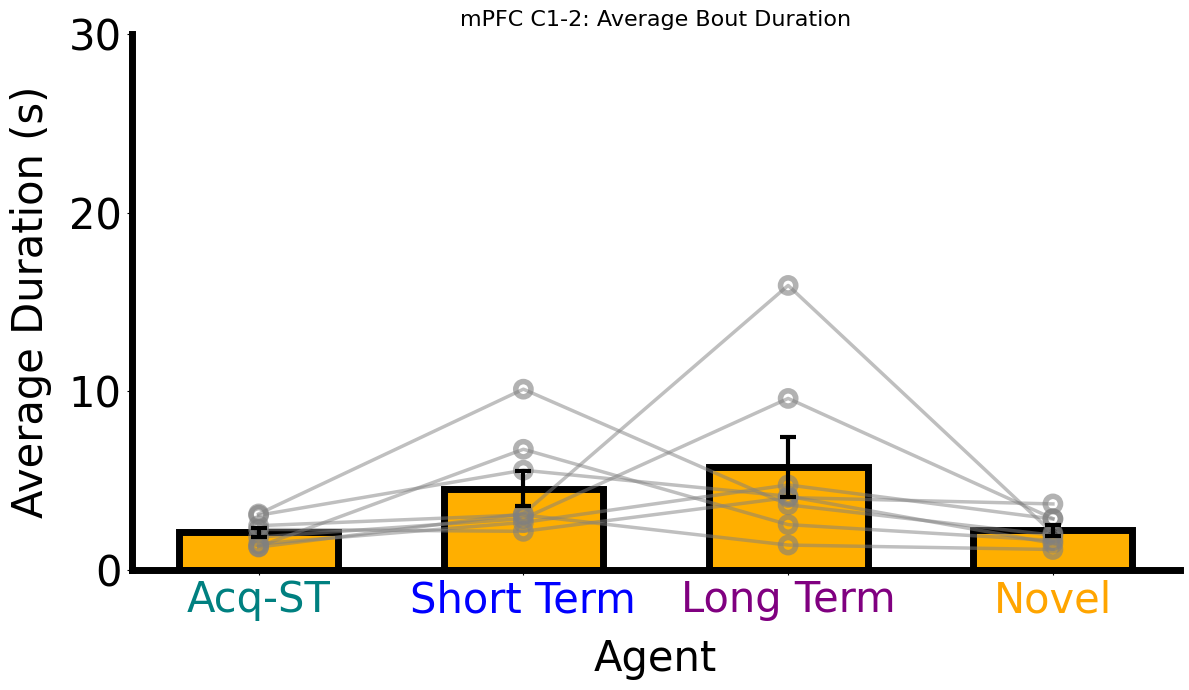 mPFC C1-2: Average Bout Duration
30
20
10
0
Average Duration (s)
Acq-ST Short Term Long Term Novel
Agent